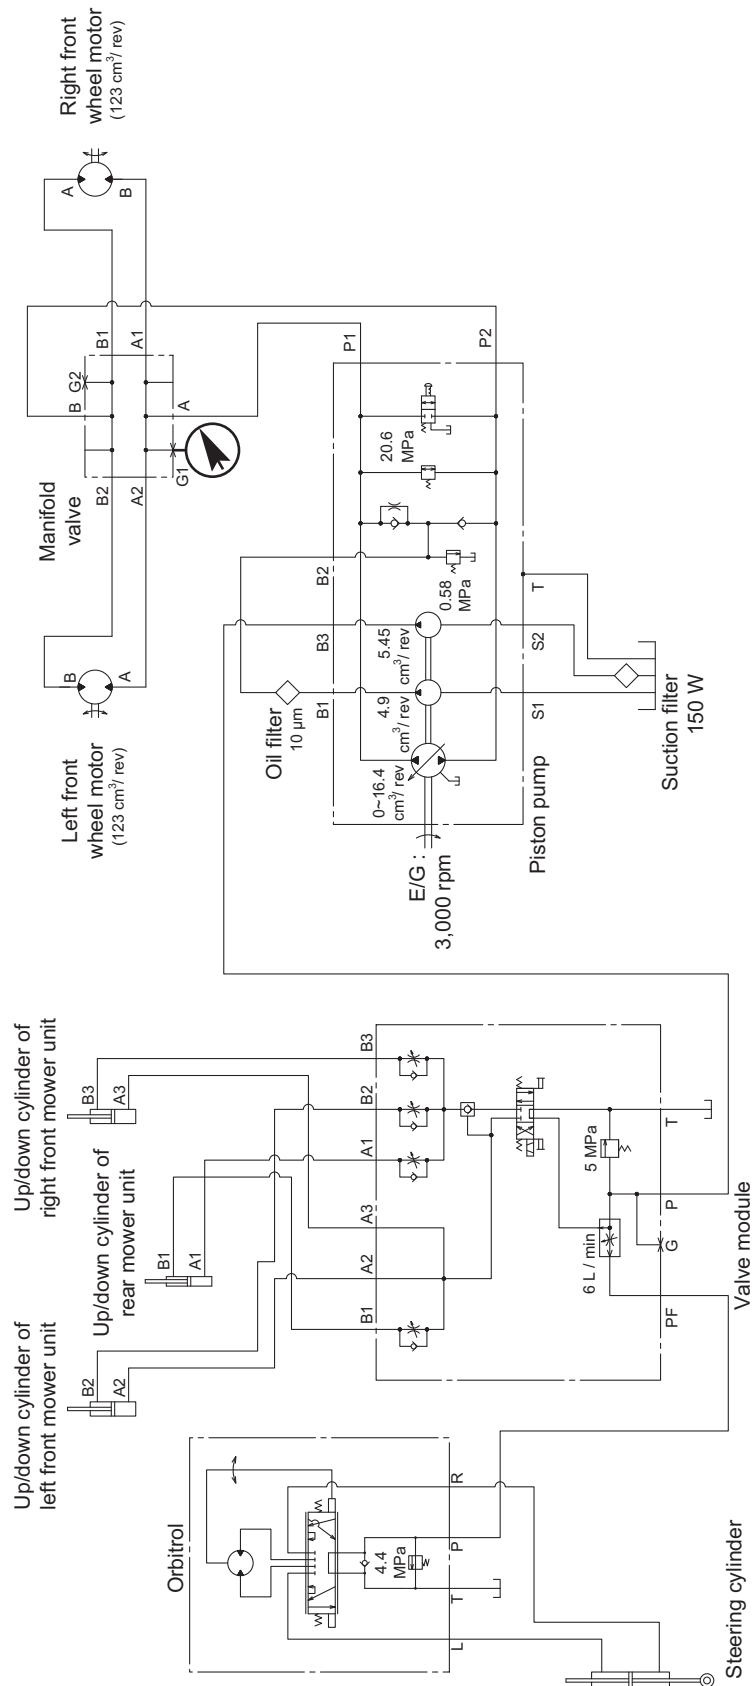 Right front
wheel motor
(123 cm³/ rev)
A
B
B1
A1
G2
B
A
Manifold
valve
B2
A2
G1
B
A
Left front
wheel motor
(123 cm³/ rev)
P1
P2
20.6
MPa
B2
0.58
MPa
T
B3
5.45
cm³/ rev
S2
Oil filter
10 µm
B1
4.9
cm³/ rev
S1
0~16.4
cm³/ rev
Suction filter
150 W
Piston pump
E/G :
3,000 rpm
Up/down cylinder of
right front mower unit
B3
A3
Up/down cylinder of
rear mower unit
B1
A1
Up/down cylinder of
left front mower unit
B2
A2
B3
B2
A1
A3
A2
B1
5 MPa
6 L / min
T
P
G
PF
Valve module
Orbitrol
4.4
MPa
R
P
T
L
Steering cylinder